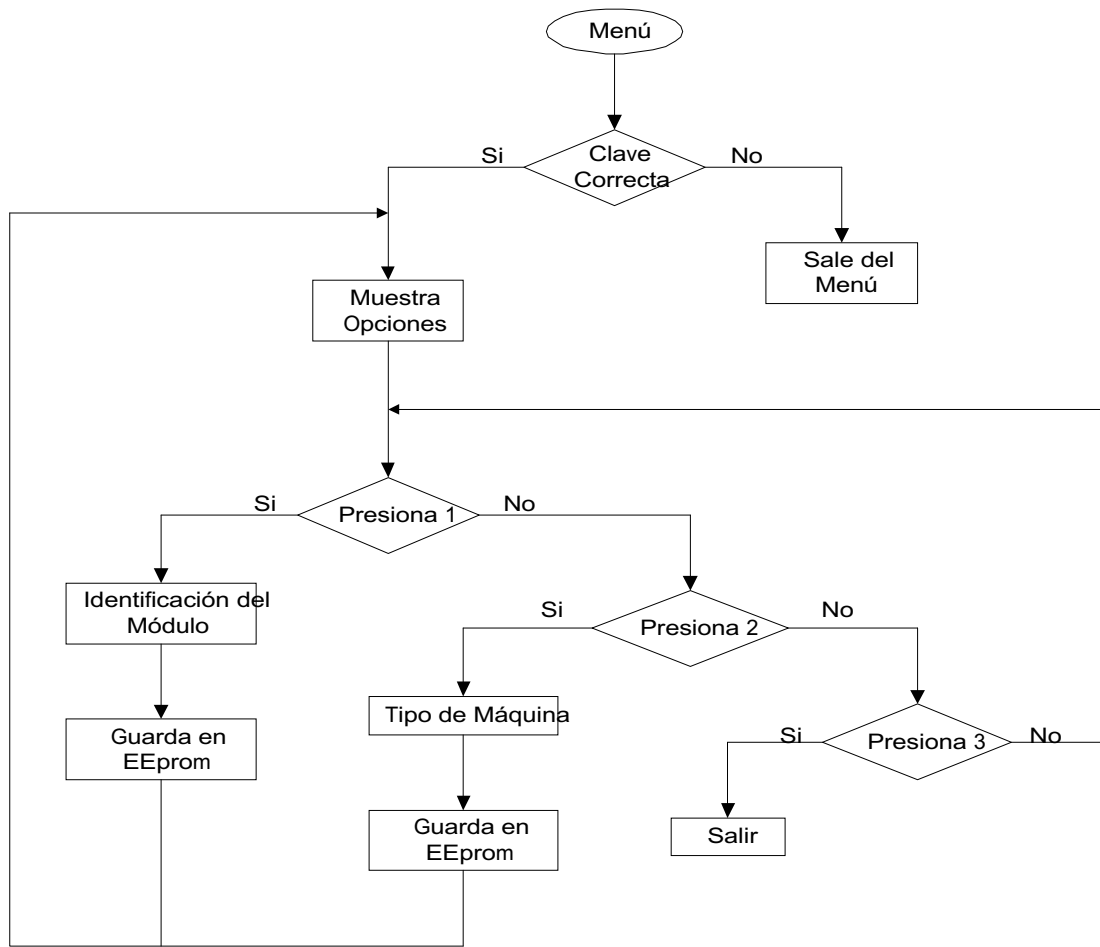 Menú
Si
Clave
Correcta
No
Sale del
Menú
Muestra
Opciones
Si
Presiona 1
No
Identificación del
Módulo
Si
Presiona 2
No
Guarda en
EEprom
Tipo de Máquina
Si
Presiona 3
No
Guarda en
EEprom
Salir